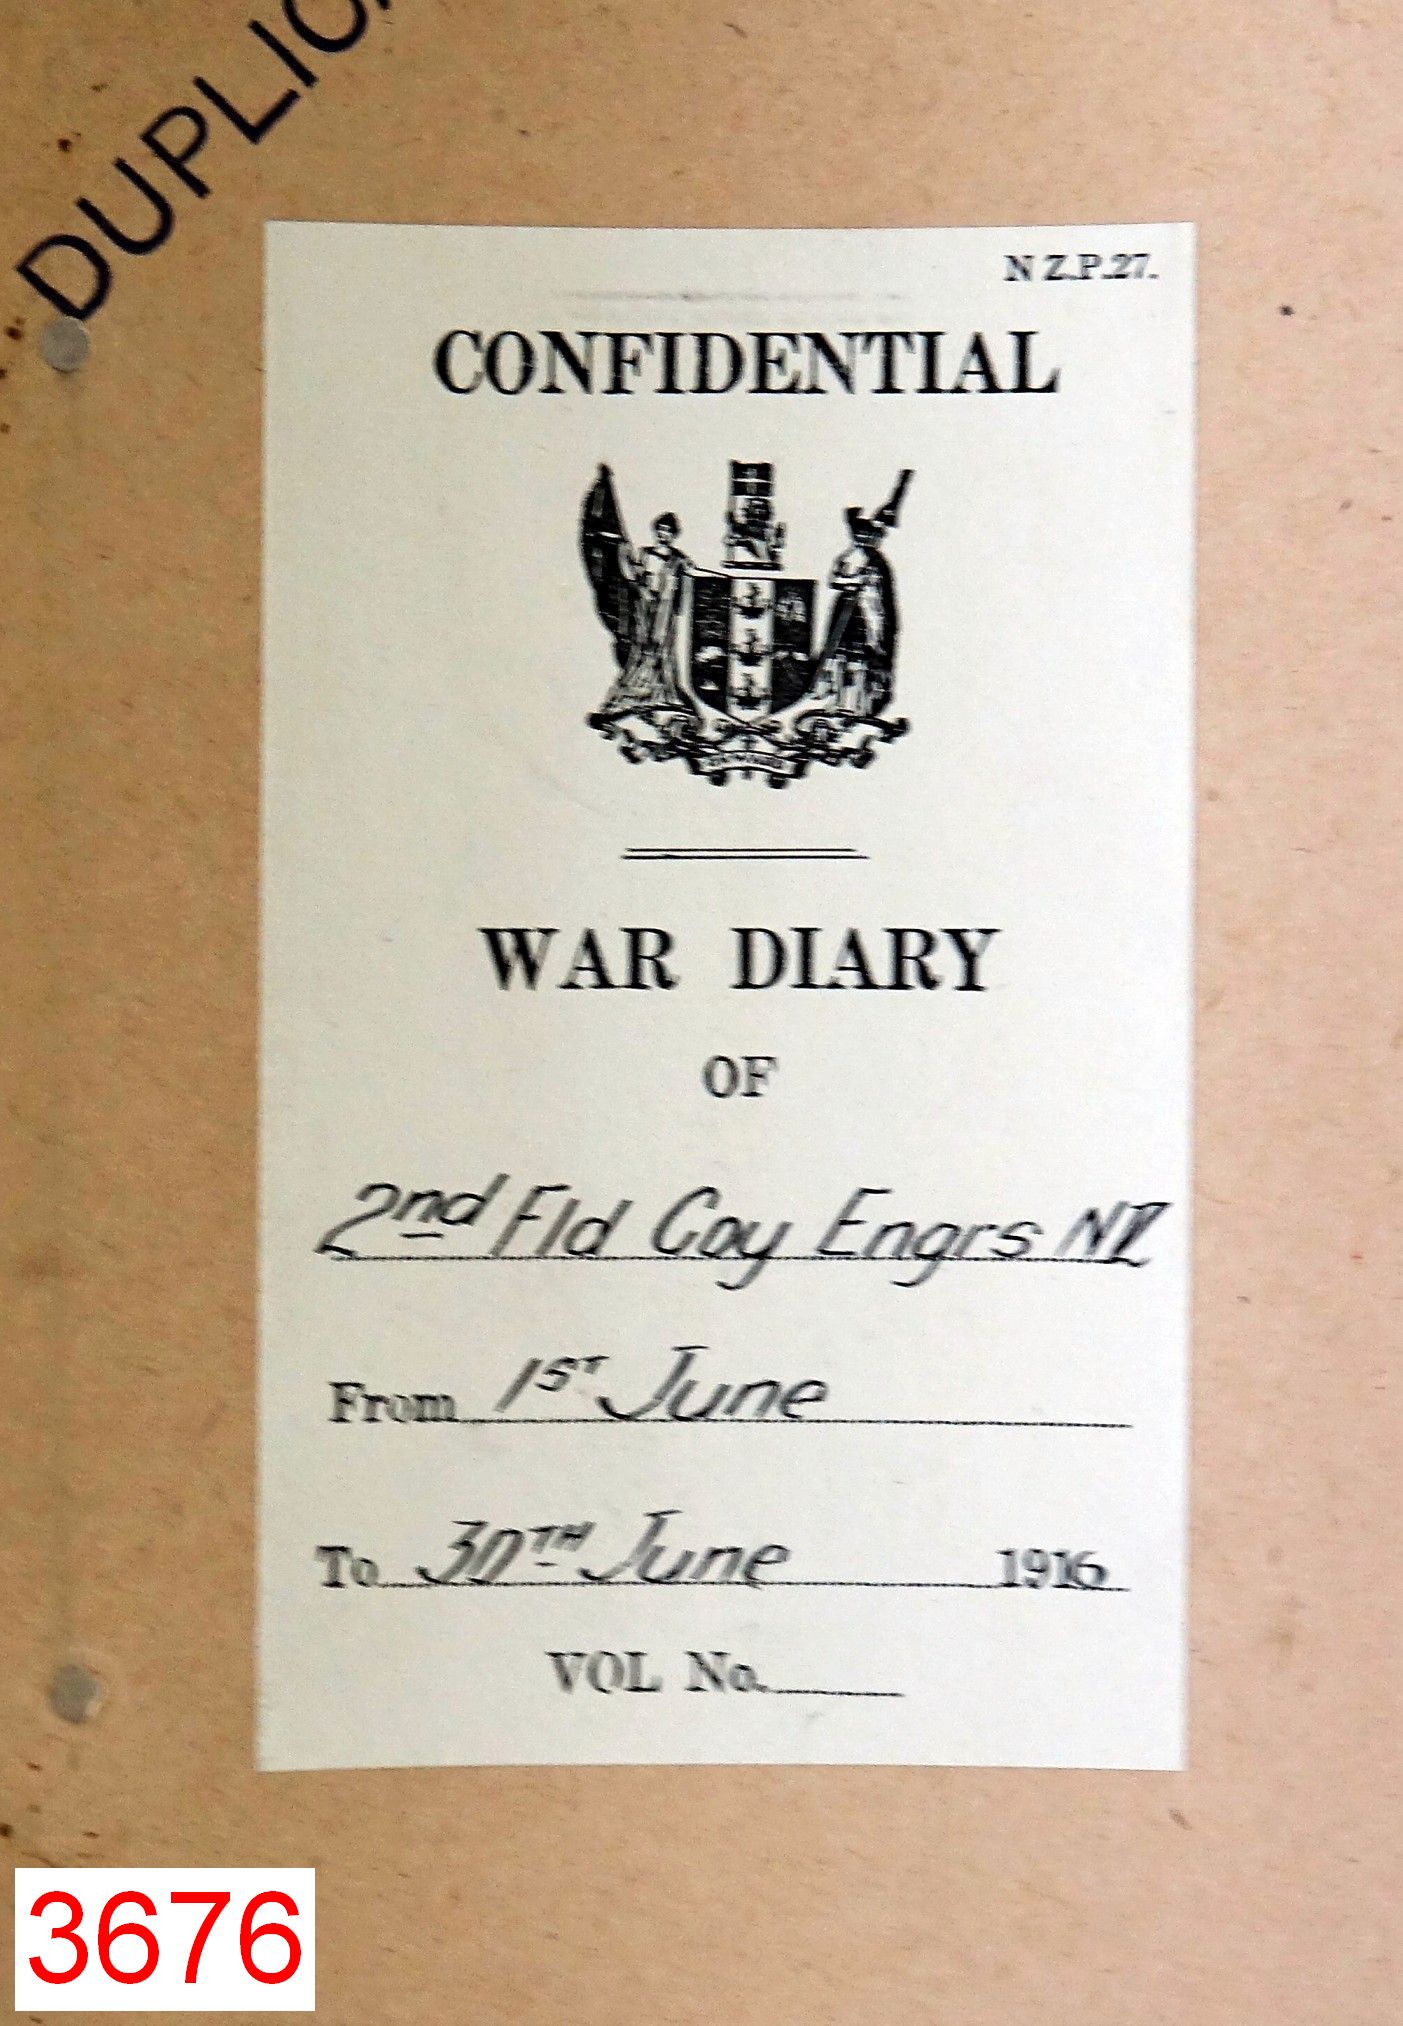 N Z.P.27.
CONFIDENTIAL
WAR DIARY
OF
2nd Fld Coy Engrs NZ
From 1ST June
To 30TH June 1916
VOL No.
3676